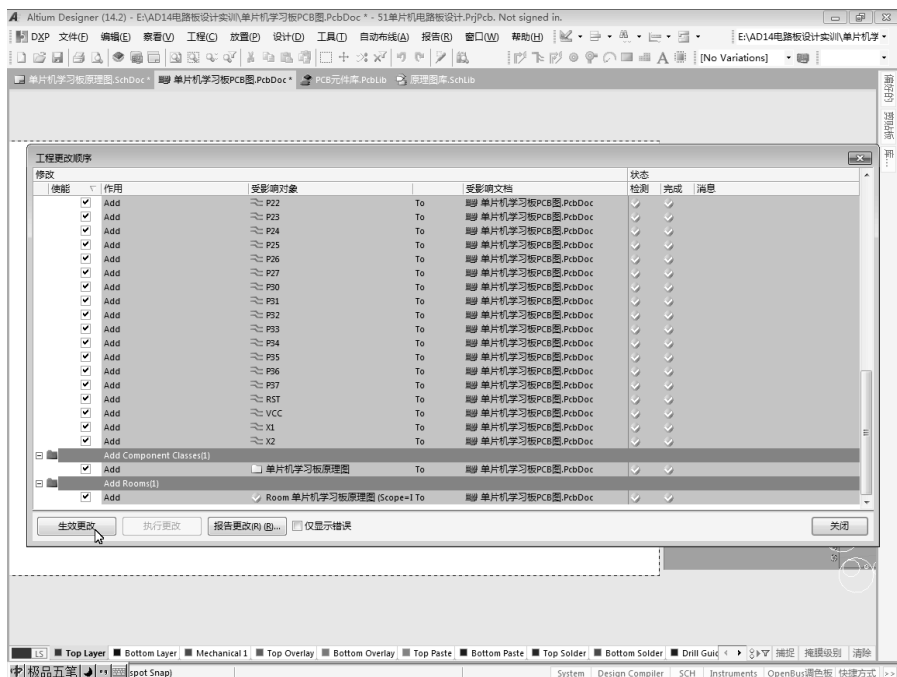 Altium Designer (14.2) - E:\AD14电路板设计实训\单片机学习板PCB图.PcbDoc * - 51单片机电路板设计.PrjPcb. Not signed in.
DXP 文件(F) 编辑(E) 察看(V) 工程(C) 放置(P) 设计(D) 工具(T) 自动布线(A) 报告(R) 窗口(W) 帮助(H) E:\AD14电路板设计实训\单片机学
[No Variations]
单片机学习板原理图.SchDoc * 单片机学习板PCB图.PcbDoc * PCB元件库.PcbLib 原理图库.SchLib
工程更改顺序
修改 状态
使能 作用 受影响对象 受影响文档 检测 完成 消息
Add P22 To 单片机学习板PCB图.PcbDoc
Add P23 To 单片机学习板PCB图.PcbDoc
Add P24 To 单片机学习板PCB图.PcbDoc
Add P25 To 单片机学习板PCB图.PcbDoc
Add P26 To 单片机学习板PCB图.PcbDoc
Add P27 To 单片机学习板PCB图.PcbDoc
Add P30 To 单片机学习板PCB图.PcbDoc
Add P31 To 单片机学习板PCB图.PcbDoc
Add P32 To 单片机学习板PCB图.PcbDoc
Add P33 To 单片机学习板PCB图.PcbDoc
Add P34 To 单片机学习板PCB图.PcbDoc
Add P35 To 单片机学习板PCB图.PcbDoc
Add P36 To 单片机学习板PCB图.PcbDoc
Add P37 To 单片机学习板PCB图.PcbDoc
Add RST To 单片机学习板PCB图.PcbDoc
Add VCC To 单片机学习板PCB图.PcbDoc
Add X1 To 单片机学习板PCB图.PcbDoc
Add X2 To 单片机学习板PCB图.PcbDoc
Add Component Classes(1)
Add 单片机学习板原理图 To 单片机学习板PCB图.PcbDoc
Add Rooms(1)
Add Room 单片机学习板原理图 (Scope=I To 单片机学习板PCB图.PcbDoc
生效更改 执行更改 报告更改(R) (R)... 仅显示错误 关闭
LS Top Layer Bottom Layer Mechanical 1 Top Overlay Bottom Overlay Top Paste Bottom Paste Top Solder Bottom Solder Drill Guid 捕捉 掩膜级别 清除
中 极品五笔 spot Snap) System Design Compiler SCH Instruments OpenBus调色板 快捷方式 >>